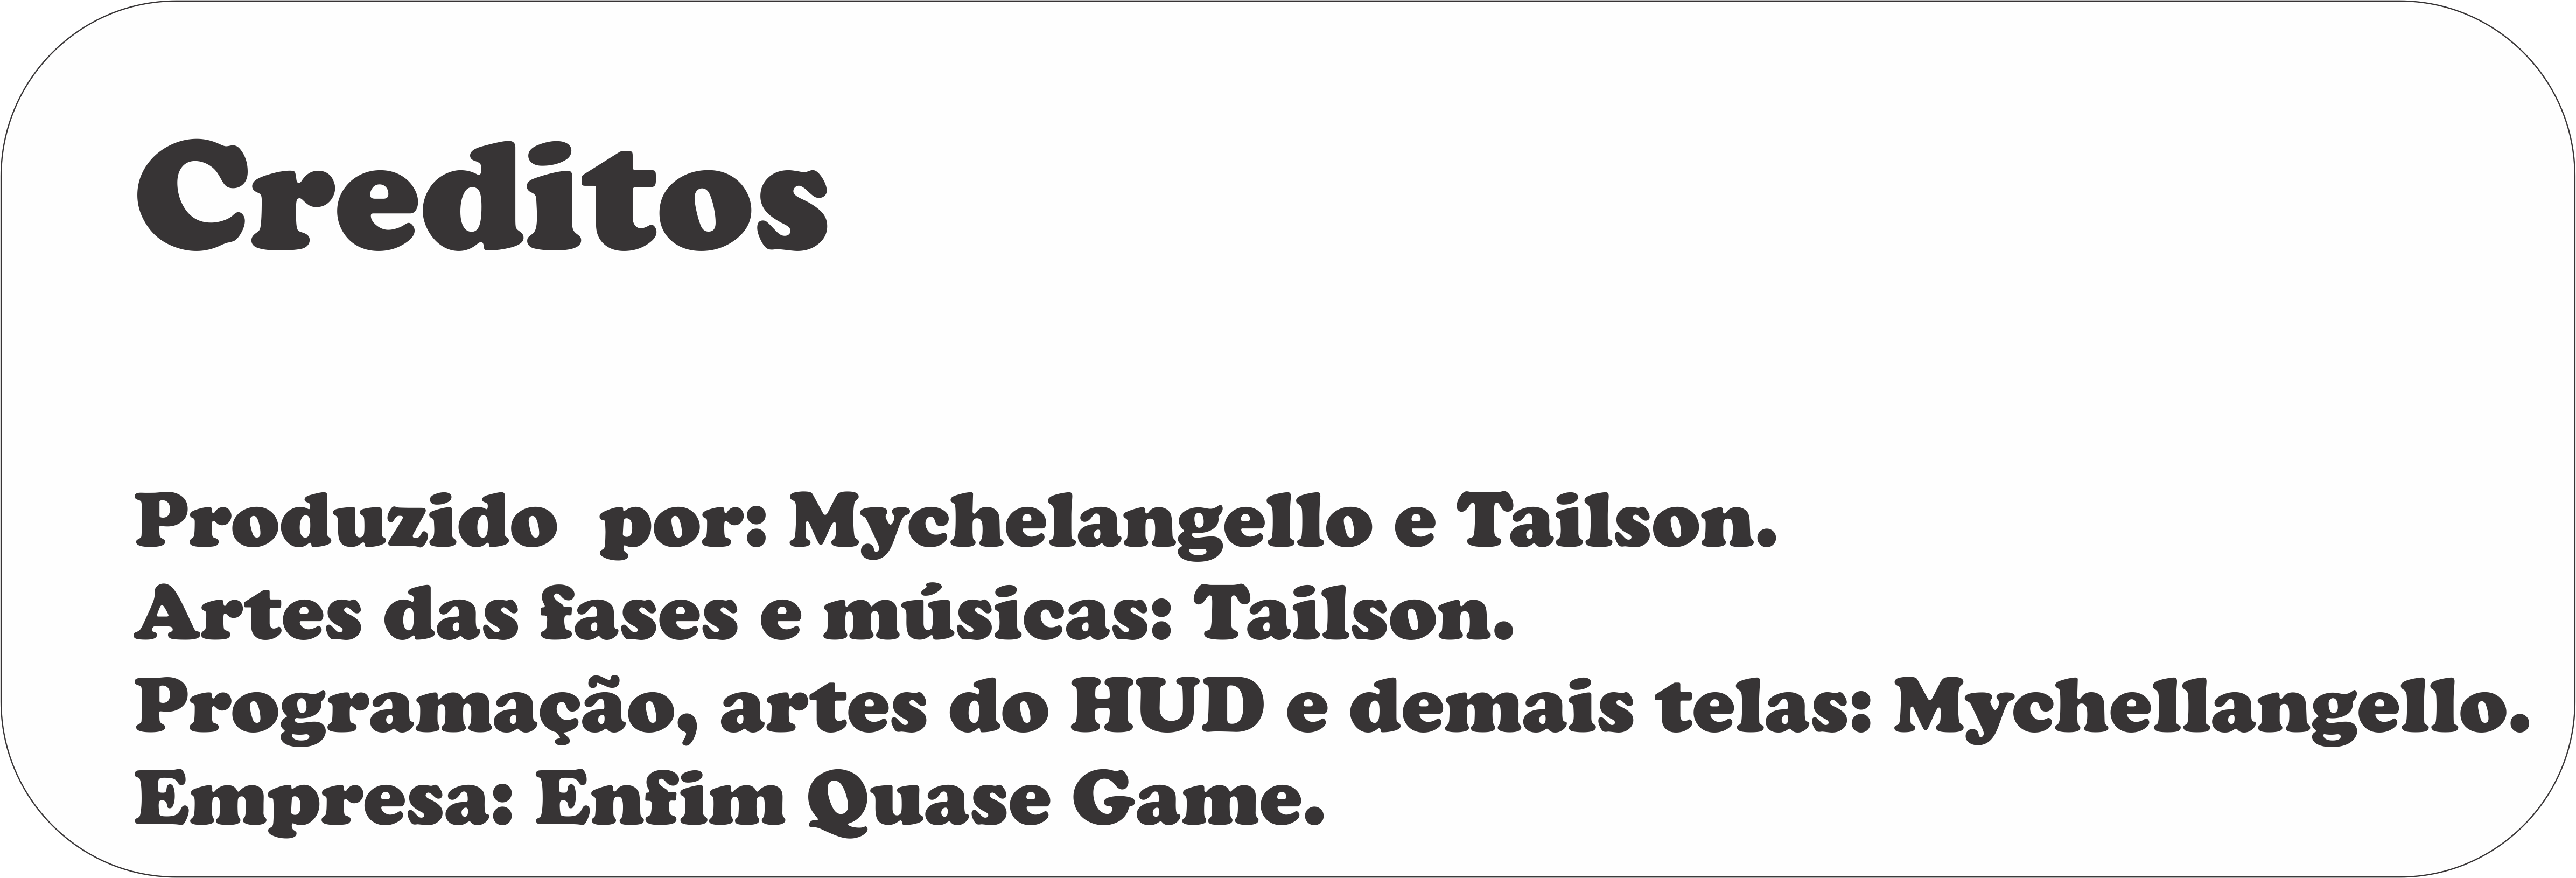 Creditos
Produzido  por: Mychelangello e Tailson.
Artes das fases e músicas: Tailson.
Programação, artes do HUD e demais telas: Mychellangello.
Empresa: Enfim Quase Game.